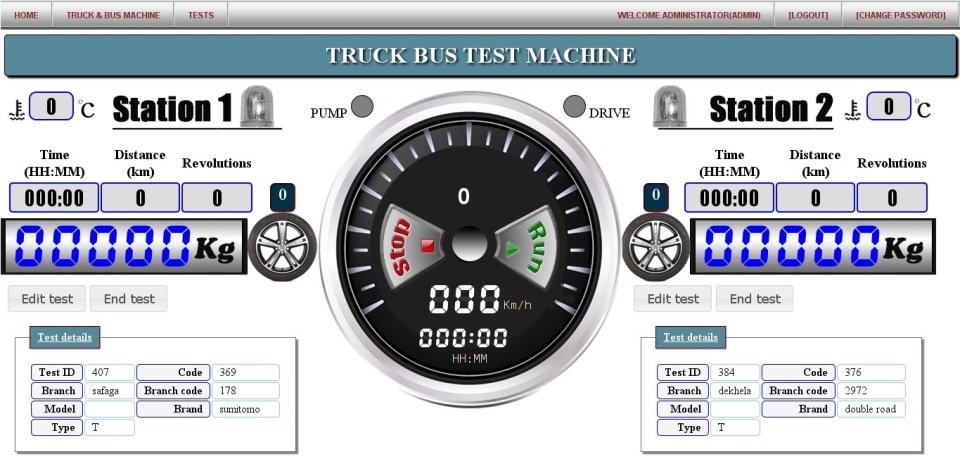 HOME TRUCK & BUS MACHINE TESTS WELCOME ADMINISTRATOR(ADMIN) [LOGOUT] [CHANGE PASSWORD]
TRUCK BUS TEST MACHINE
0 °C Station 1
PUMP
DRIVE
Station 2 0 °C
Time (HH:MM) Distance (km) Revolutions
000:00 0 0 0
00000 Kg
Edit test End test
0
Stop Run
000 Km/h
000:00
HH:MM
Time (HH:MM) Distance (km) Revolutions
0 000:00 0 0
00000 Kg
Edit test End test
Test details
Test ID 407 Code 369
Branch safaga Branch code 178
Model Brand sumitomo
Type T
Test details
Test ID 384 Code 376
Branch dekhela Branch code 2972
Model Brand double road
Type T